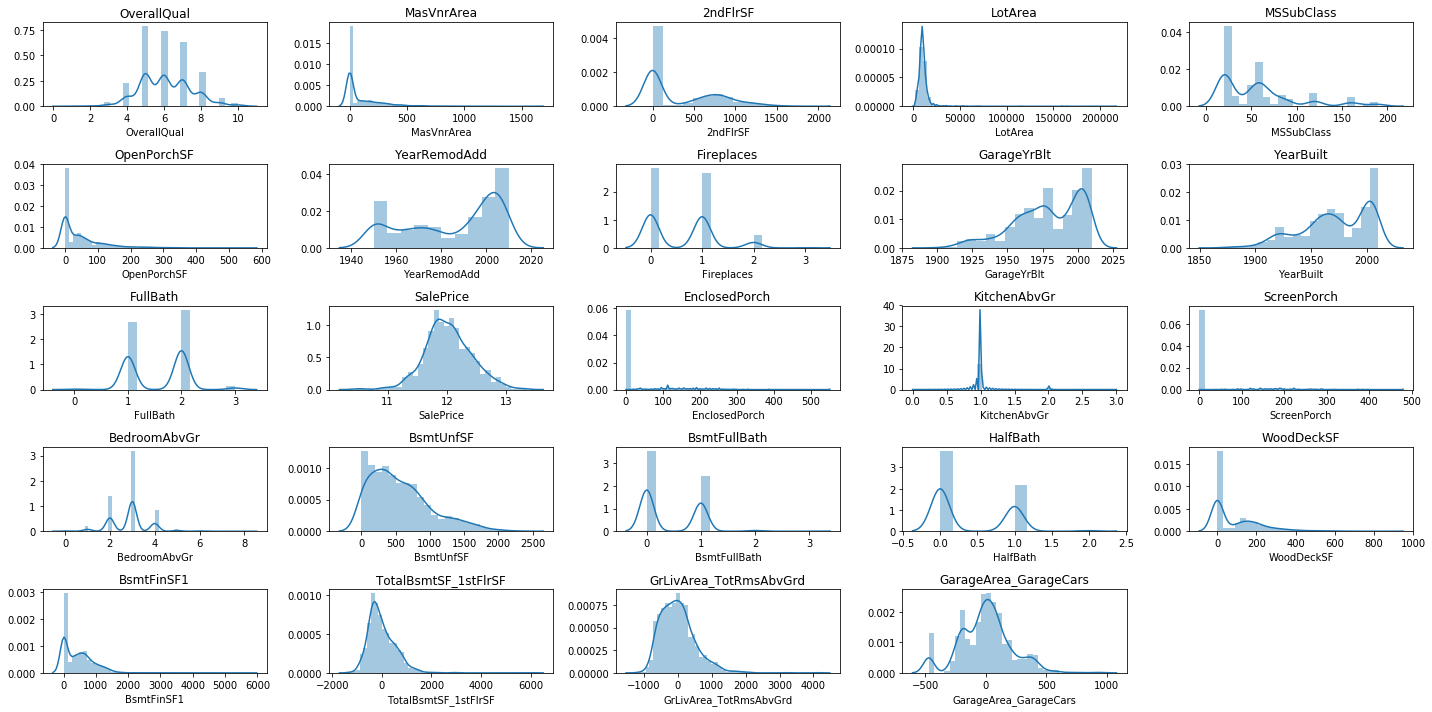 OverallQual MasVnrArea 2ndFlrSF LotArea MSSubClass
0.75 0.50 0.25 0.00
0.015 0.010 0.005 0.000
0.004 0.002 0.000
0.00010 0.00005 0.00000
0.04 0.02 0.00
0 2 4 6 8 10
0 500 1000 1500
0 1000 2000
0 50000 100000 150000 200000
0 50 100 150 200
OverallQual MasVnrArea 2ndFlrSF LotArea MSSubClass
OpenPorchSF YearRemodAdd Fireplaces GarageYrBlt YearBuilt
0.04 0.03 0.02 0.01 0.00
0.04 0.02 0.00
2 1 0
0.02 0.01 0.00
0.03 0.02 0.01 0.00
0 100 200 300 400 500 600
1940 1960 1980 2000 2020
0 1 2 3
1875 1900 1925 1950 1975 2000 2025
1850 1900 1950 2000
OpenPorchSF YearRemodAdd Fireplaces GarageYrBlt YearBuilt
FullBath SalePrice EnclosedPorch KitchenAbvGr ScreenPorch
3 2 1 0
1.0 0.5 0.0
0.06 0.04 0.02 0.00
40 30 20 10 0
0.06 0.04 0.02 0.00
0 1 2 3
11 12 13
0 100 200 300 400 500
0.0 0.5 1.0 1.5 2.0 2.5 3.0
0 100 200 300 400 500
FullBath SalePrice EnclosedPorch KitchenAbvGr ScreenPorch
BedroomAbvGr BsmtUnfSF BsmtFullBath HalfBath WoodDeckSF
3 2 1 0
0.0010 0.0005 0.0000
3 2 1 0
3 2 1 0
0.015 0.010 0.005 0.000
0 2 4 6 8
0 500 1000 1500 2000 2500
0 1 2 3
-0.5 0.0 0.5 1.0 1.5 2.0 2.5
0 200 400 600 800 1000
BedroomAbvGr BsmtUnfSF BsmtFullBath HalfBath WoodDeckSF
BsmtFinSF1 TotalBsmtSF_1stFlrSF GrLivArea_TotRmsAbvGrd GarageArea_GarageCars
0.003 0.002 0.001 0.000
0.0010 0.0005 0.0000
0.00075 0.00050 0.00025 0.00000
0.002 0.001 0.000
0 1000 2000 3000 4000 5000 6000
−2000 0 2000 4000 6000
−1000 0 1000 2000 3000 4000
−500 0 500 1000
BsmtFinSF1 TotalBsmtSF_1stFlrSF GrLivArea_TotRmsAbvGrd GarageArea_GarageCars